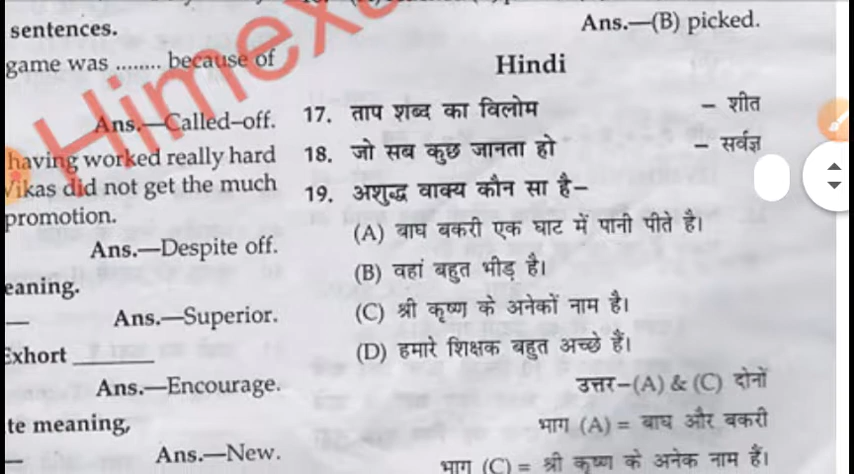 sentences.
game was ........ because of
Ans.—Called–off.
having worked really hard
Vikas did not get the much
promotion.
Ans.—Despite off.
eaning.
Ans.—Superior.
Exhort
Ans.—Encourage.
te meaning,
Ans.—New.
Ans.—(B) picked.
Hindi
17. ताप शब्द का विलोम – शीत
18. जो सब कुछ जानता हो – सर्वज्ञ
19. अशुद्ध वाक्य कौन सा है–
(A) बाघ बकरी एक घाट में पानी पीते है।
(B) वहां बहुत भीड़ है।
(C) श्री कृष्ण के अनेकों नाम है।
(D) हमारे शिक्षक बहुत अच्छे हैं।
उत्तर–(A) & (C) दोनों
भाग (A) = बाघ और बकरी
भाग (C) = श्री कृष्ण के अनेक नाम हैं।